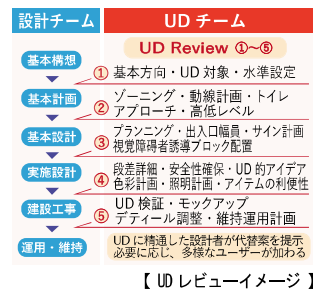 設計チーム
UDチーム
UD Review ①〜⑤
基本構想
① 基本方向・UD対象・水準設定
基本計画
② ゾーニング・動線計画・トイレ
アプローチ・高低レベル
基本設計
③ プランニング・出入口幅員・サイン計画
視覚障害者誘導ブロック配置
実施設計
④ 段差詳細・安全性確保・UD的アイデア
色彩計画・照明計画・アイテムの利便性
建設工事
⑤ UD検証・モックアップ
ディティール調整・維持運用計画
運用・維持
UDに精通した設計者が代替案を提示
必要に応じ、多様なユーザーが加わる
【 UDレビューイメージ 】